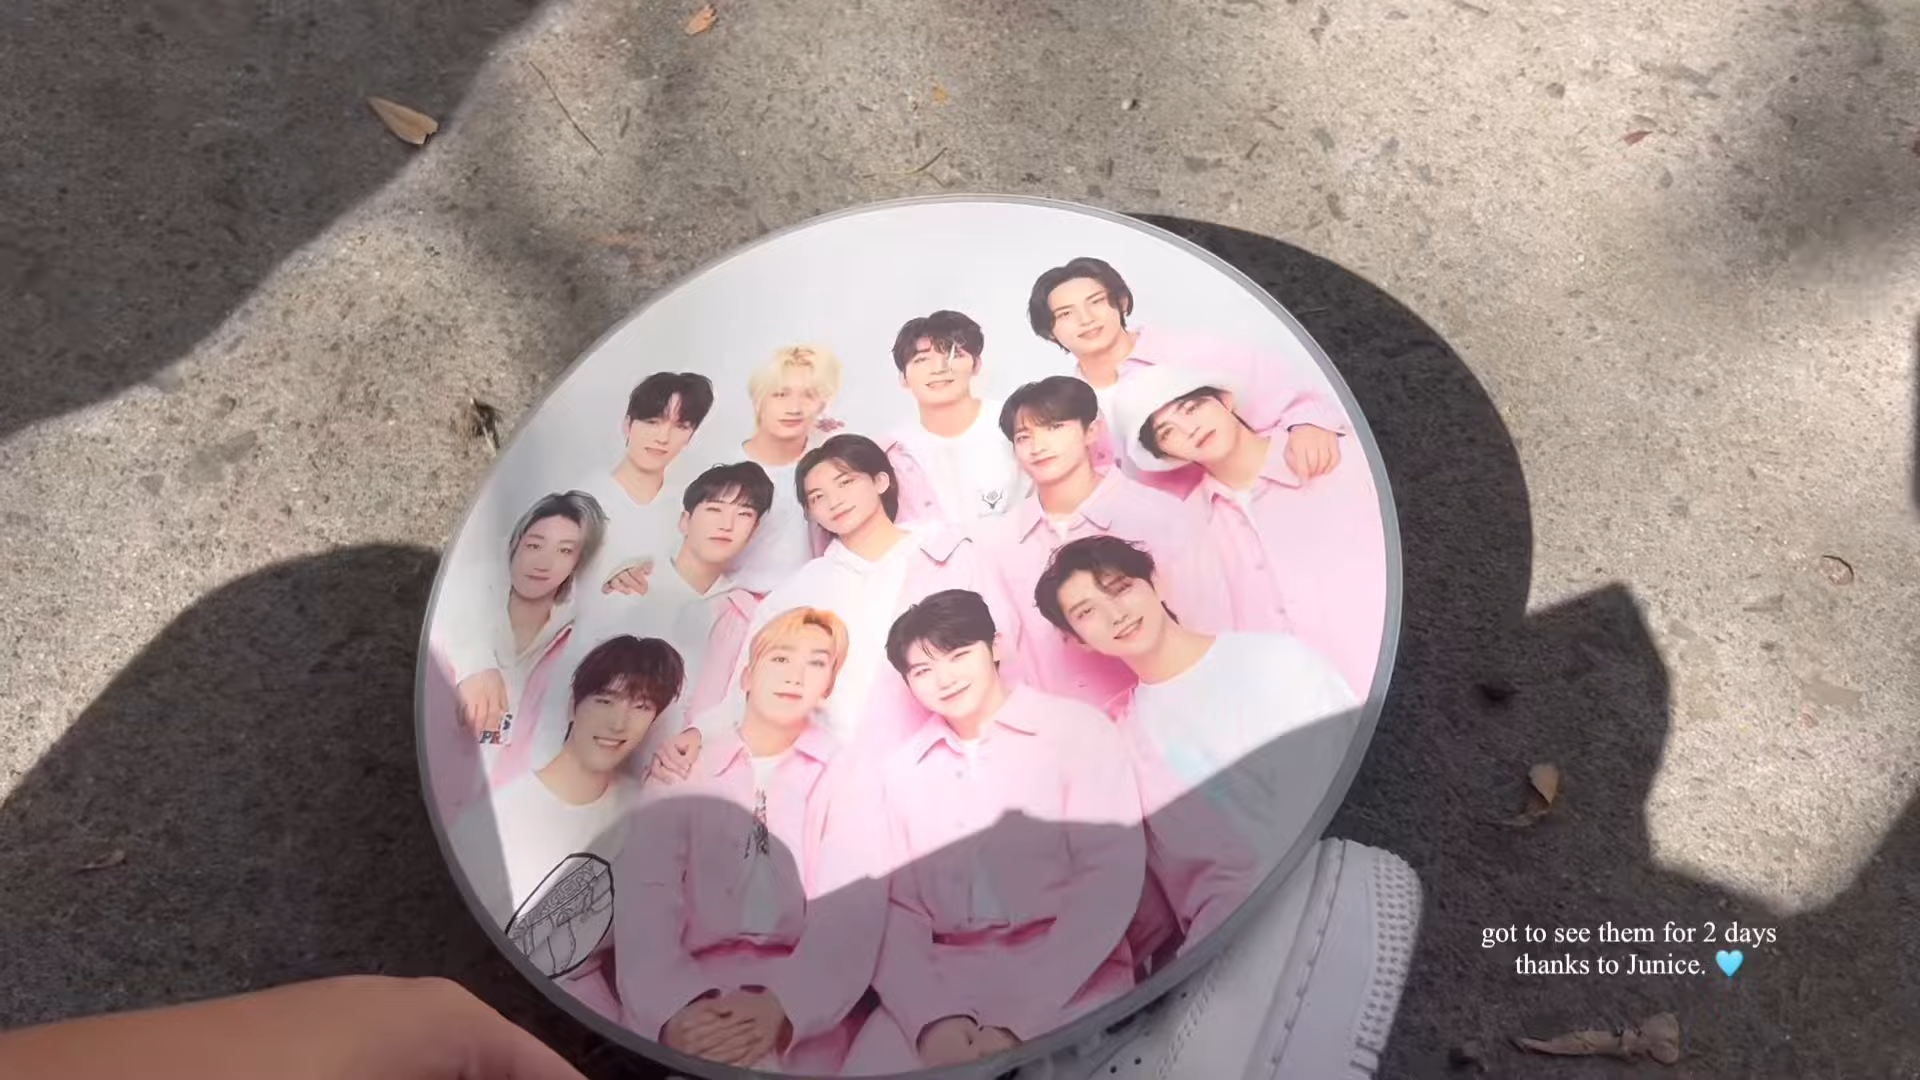 got to see them for 2 days
thanks to Junice. 🩵